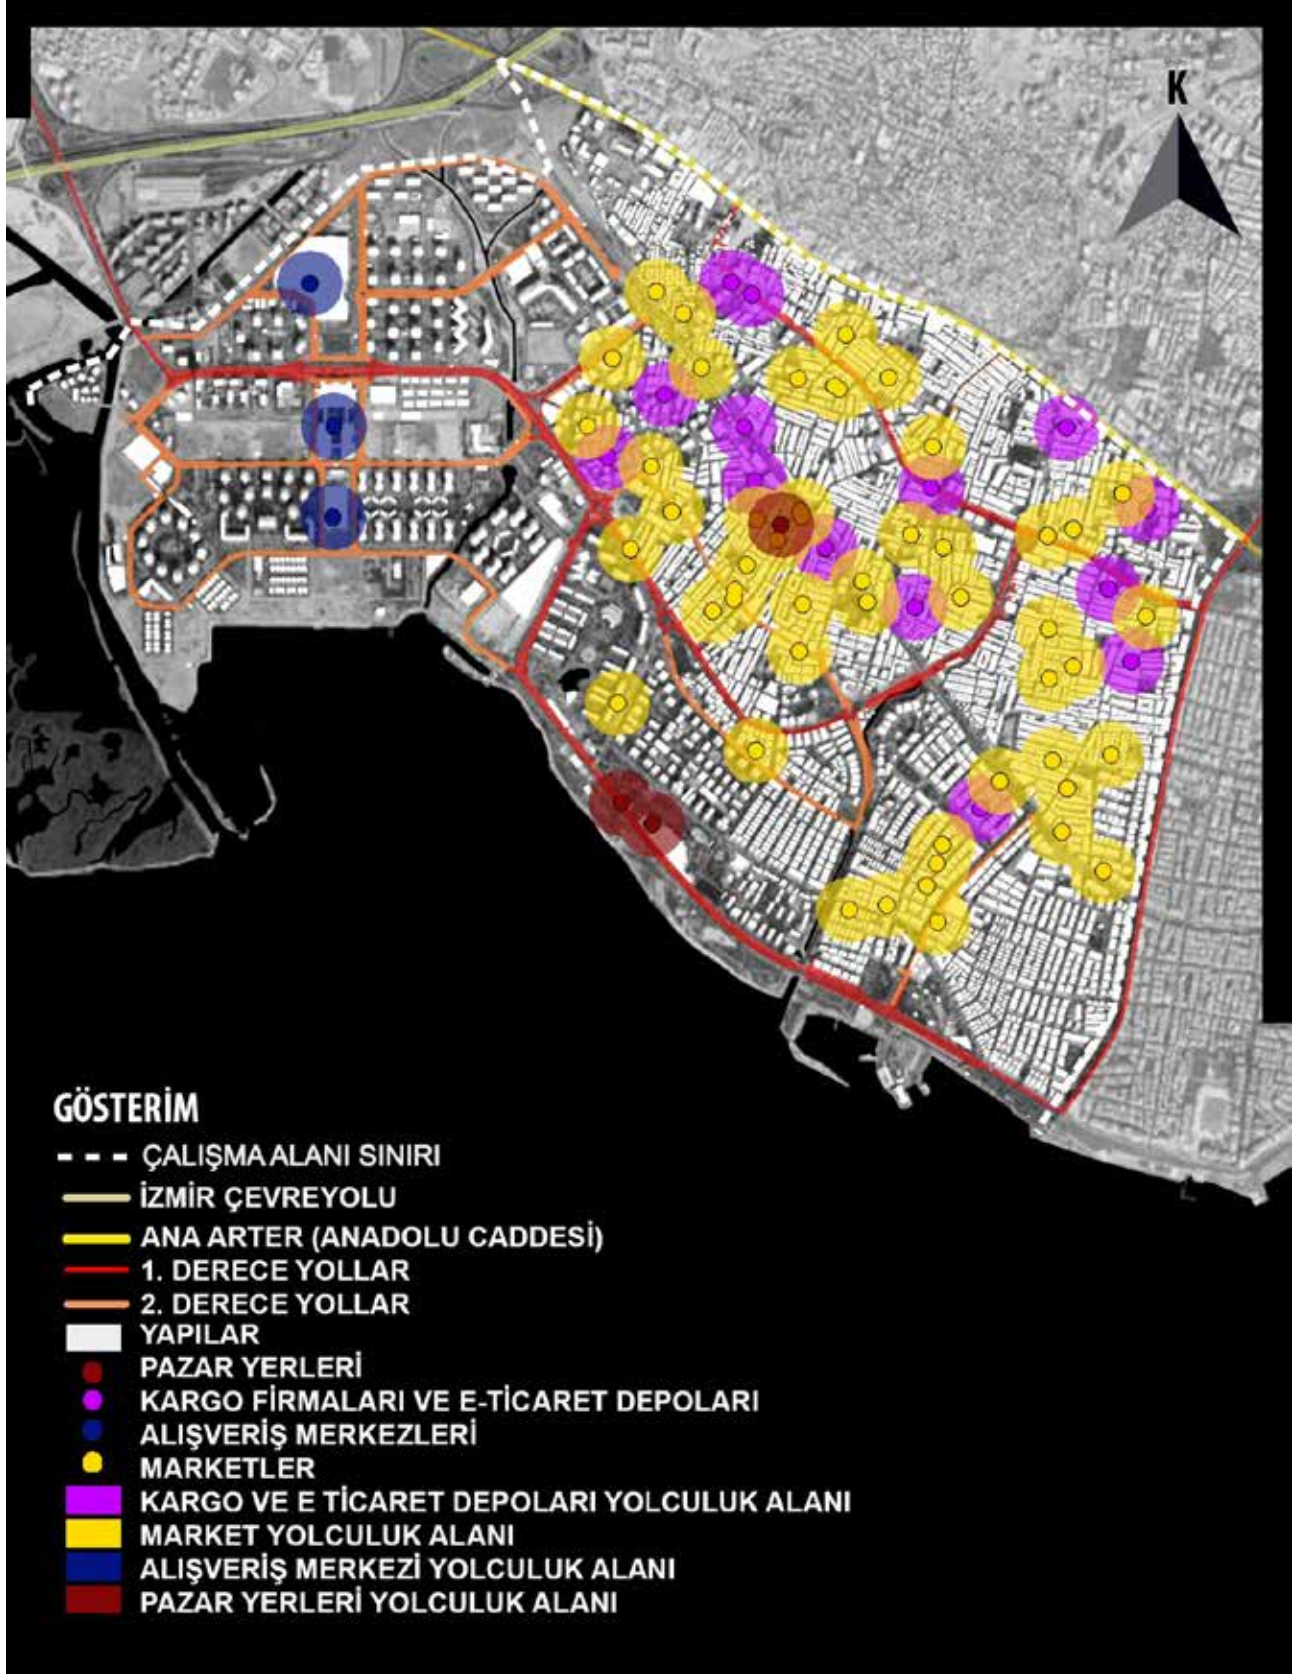 K
GÖSTERİM
ÇALIŞMA ALANI SINIRI
İZMİR ÇEVREYOLU
ANA ARTER (ANADOLU CADDESİ)
1. DERECE YOLLAR
2. DERECE YOLLAR
YAPILAR
PAZAR YERLERİ
KARGO FİRMALARI VE E-TİCARET DEPOLARI
ALIŞVERİŞ MERKEZLERİ
MARKETLER
KARGO VE E TİCARET DEPOLARI YOLCULUK ALANI
MARKET YOLCULUK ALANI
ALIŞVERİŞ MERKEZİ YOLCULUK ALANI
PAZAR YERLERİ YOLCULUK ALANI